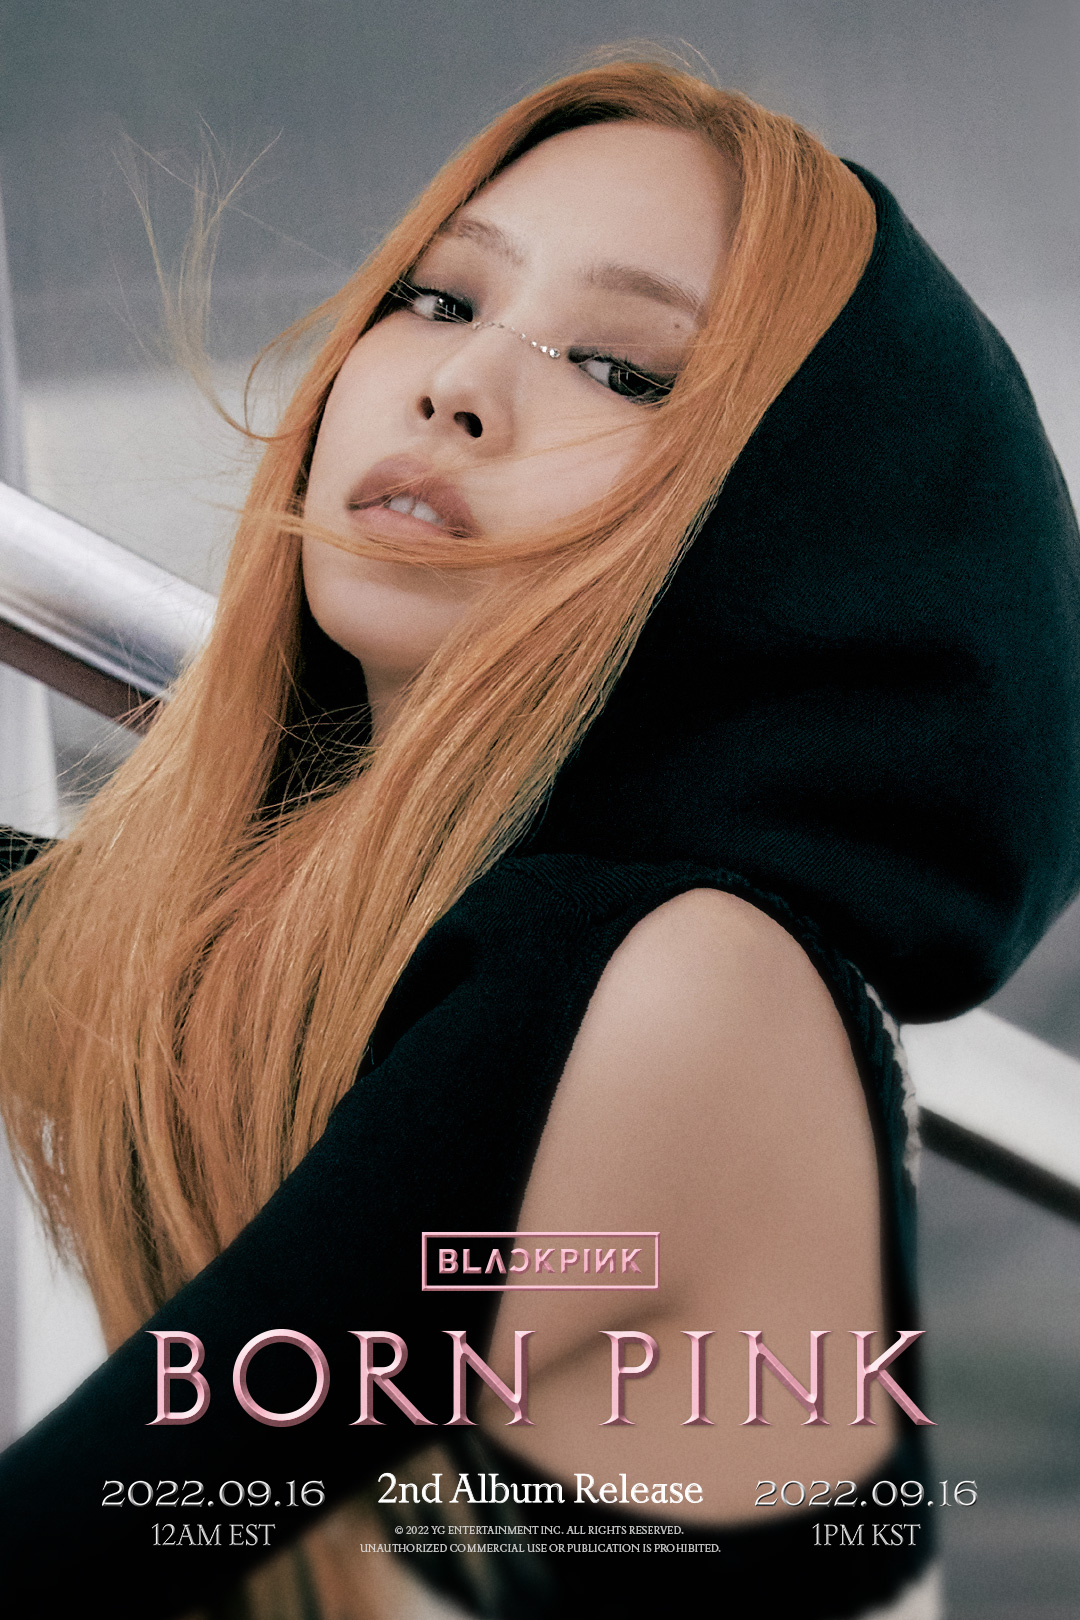 BLACKPINK
BORN PINK
2022.09.16 2nd Album Release 2022.09.16
12AM EST 1PM KST
© 2022 YG ENTERTAINMENT INC. ALL RIGHTS RESERVED.
UNAUTHORIZED COMMERCIAL USE OR PUBLICATION IS PROHIBITED.